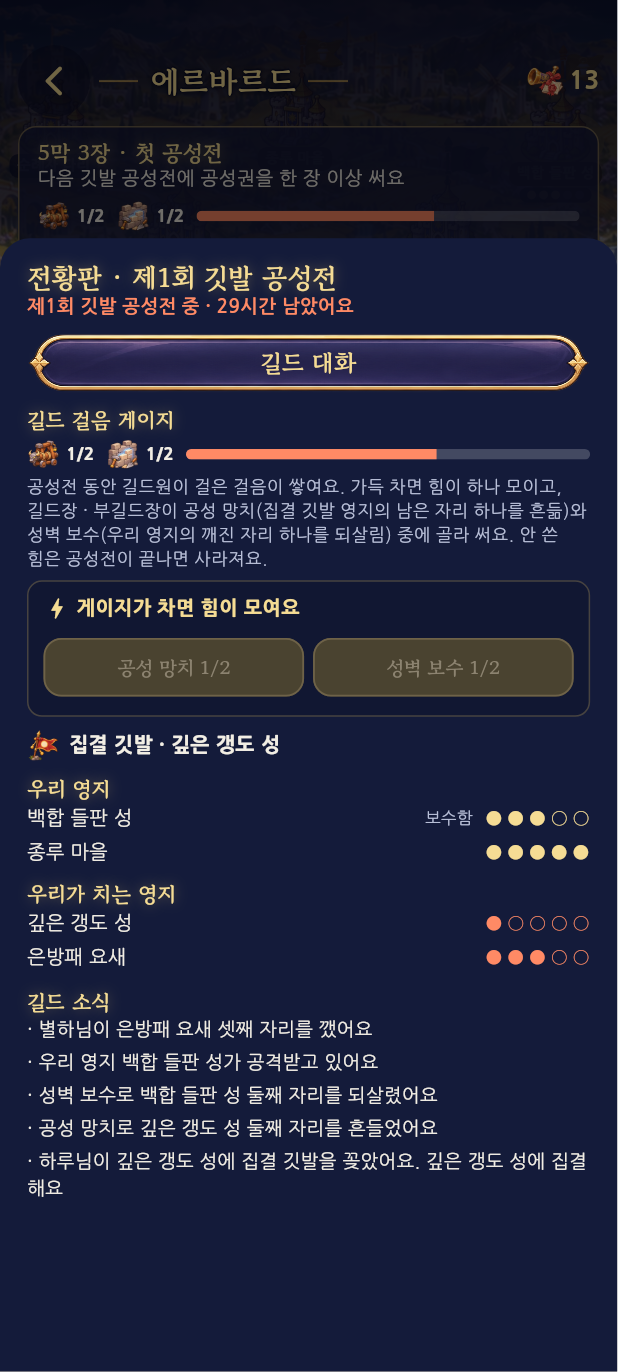 에르바르드
13
5막 3장 · 첫 공성전
다음 깃발 공성전에 공성권을 한 장 이상 써요
1/2 1/2
전황판 · 제1회 깃발 공성전
제1회 깃발 공성전 중 · 29시간 남았어요
길드 대화
길드 걸음 게이지
1/2 1/2
공성전 동안 길드원이 걸은 걸음이 쌓여요. 가득 차면 힘이 하나 모이고,
길드장 · 부길드장이 공성 망치(집결 깃발 영지의 남은 자리 하나를 흔듦)와
성벽 보수(우리 영지의 깨진 자리 하나를 되살림) 중에 골라 써요. 안 쓴
힘은 공성전이 끝나면 사라져요.
게이지가 차면 힘이 모여요
공성 망치 1/2
성벽 보수 1/2
집결 깃발 · 깊은 갱도 성
우리 영지
백합 들판 성 보수함
종루 마을
우리가 치는 영지
깊은 갱도 성
은방패 요새
길드 소식
· 별하님이 은방패 요새 셋째 자리를 깼어요
· 우리 영지 백합 들판 성가 공격받고 있어요
· 성벽 보수로 백합 들판 성 둘째 자리를 되살렸어요
· 공성 망치로 깊은 갱도 성 둘째 자리를 흔들었어요
· 하루님이 깊은 갱도 성에 집결 깃발을 꽂았어요. 깊은 갱도 성에 집결
해요